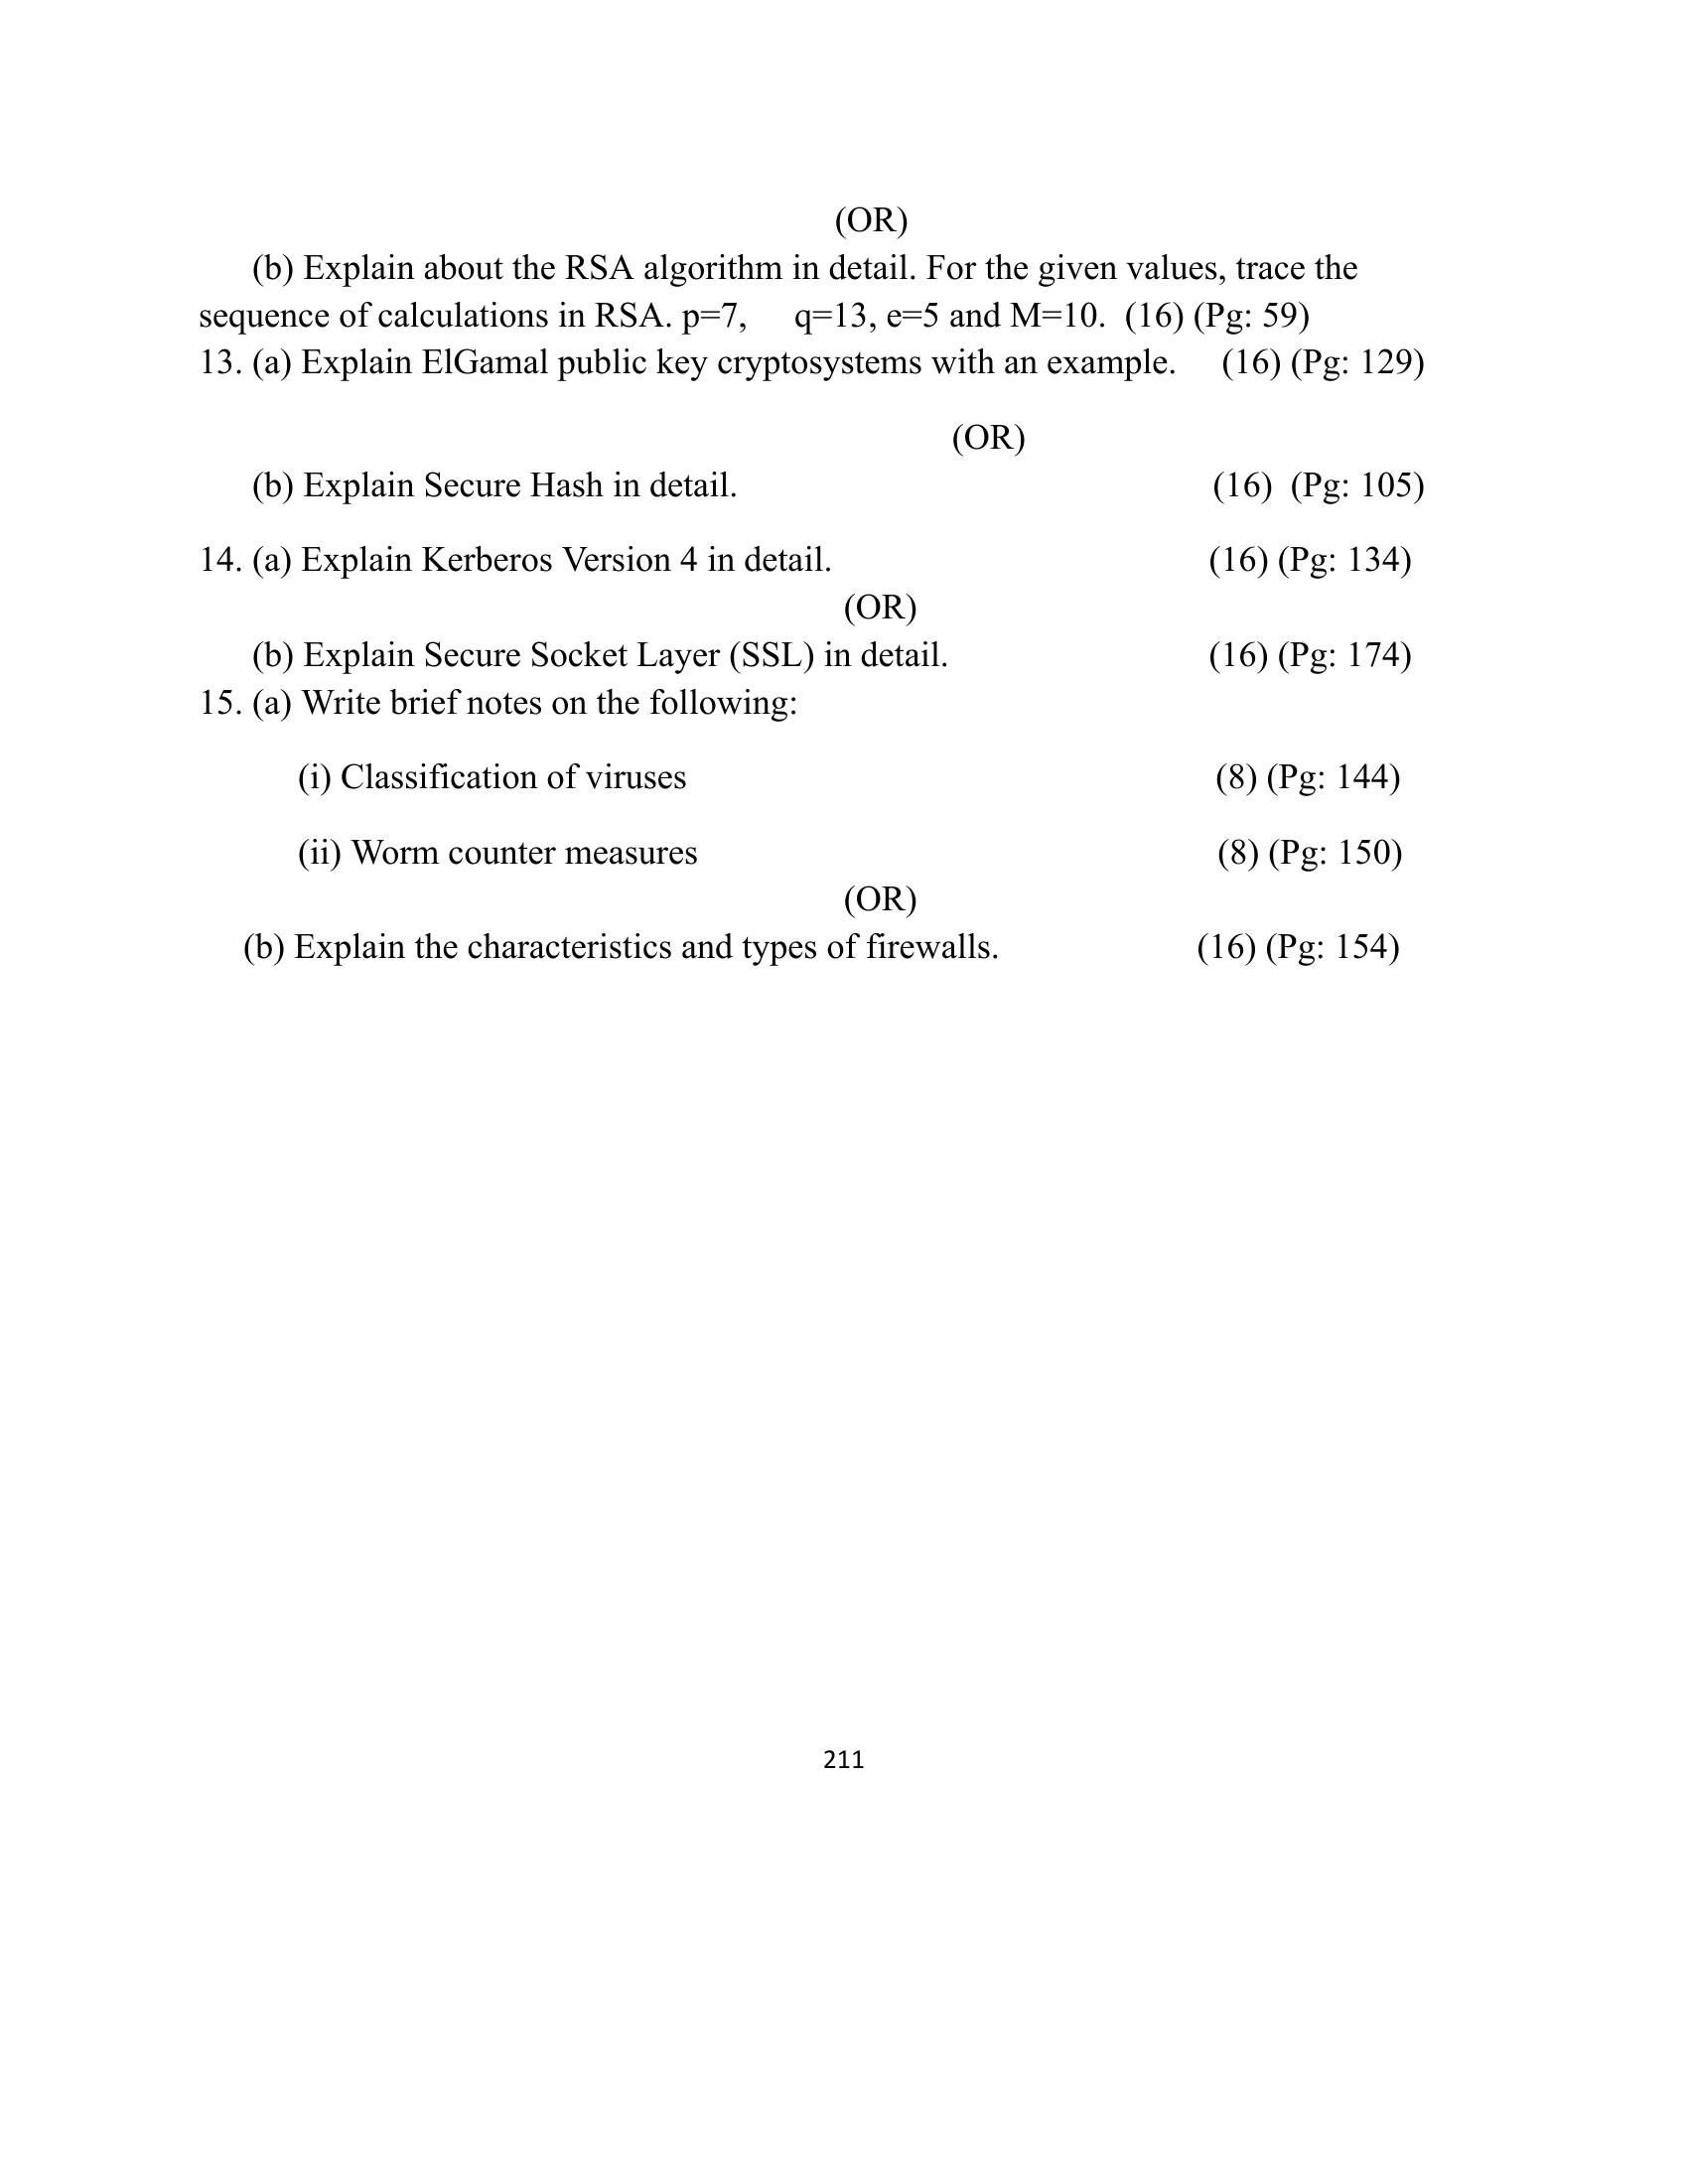 (OR)
(b) Explain about the RSA algorithm in detail. For the given values, trace the
sequence of calculations in RSA. p=7, q=13, e=5 and M=10. (16) (Pg: 59)
13. (a) Explain ElGamal public key cryptosystems with an example. (16) (Pg: 129)
(OR)
(b) Explain Secure Hash in detail. (16) (Pg: 105)
14. (a) Explain Kerberos Version 4 in detail. (16) (Pg: 134)
(OR)
(b) Explain Secure Socket Layer (SSL) in detail. (16) (Pg: 174)
15. (a) Write brief notes on the following:
(i) Classification of viruses (8) (Pg: 144)
(ii) Worm counter measures (8) (Pg: 150)
(OR)
(b) Explain the characteristics and types of firewalls. (16) (Pg: 154)
211